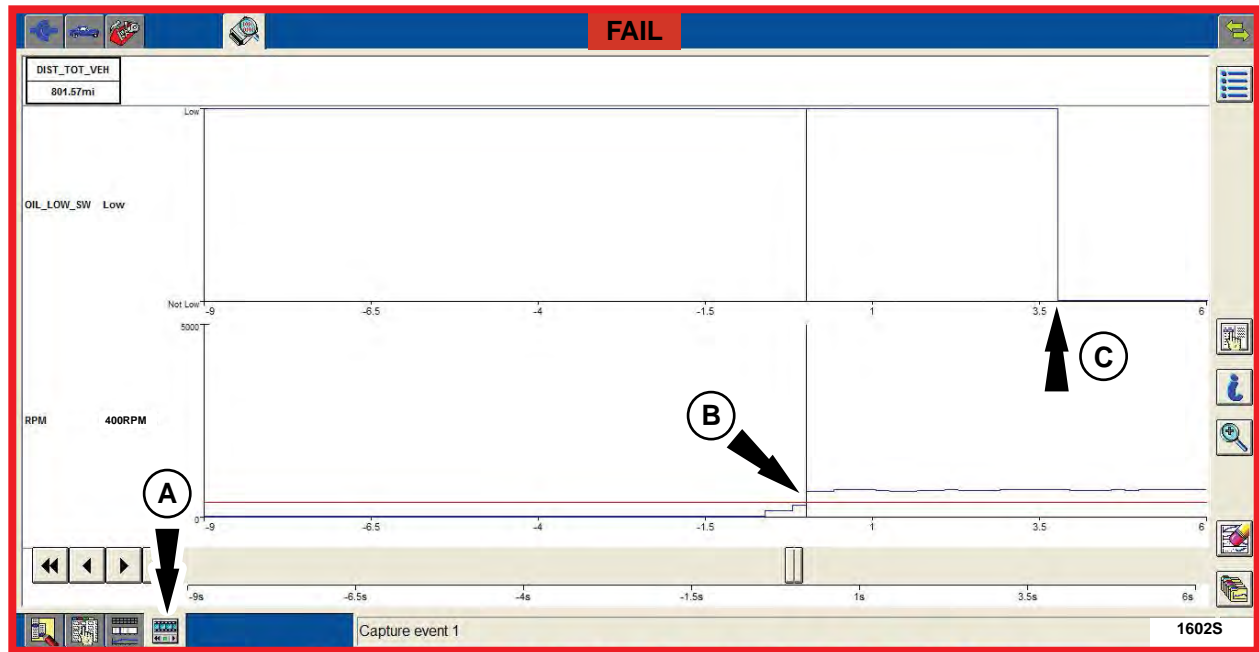 FAIL
DIST_TOT_VEH
801.57mi
Low
OIL_LOW_SW Low
Not Low
-9 -6.5 -4 -1.5 1 3.5 6
C
5000
B
RPM 400RPM
A
0
-9 -6.5 -4 -1.5 1 3.5 6
-9s -6.5s -4s -1.5s 1s 3.5s 6s
Capture event 1
1602S